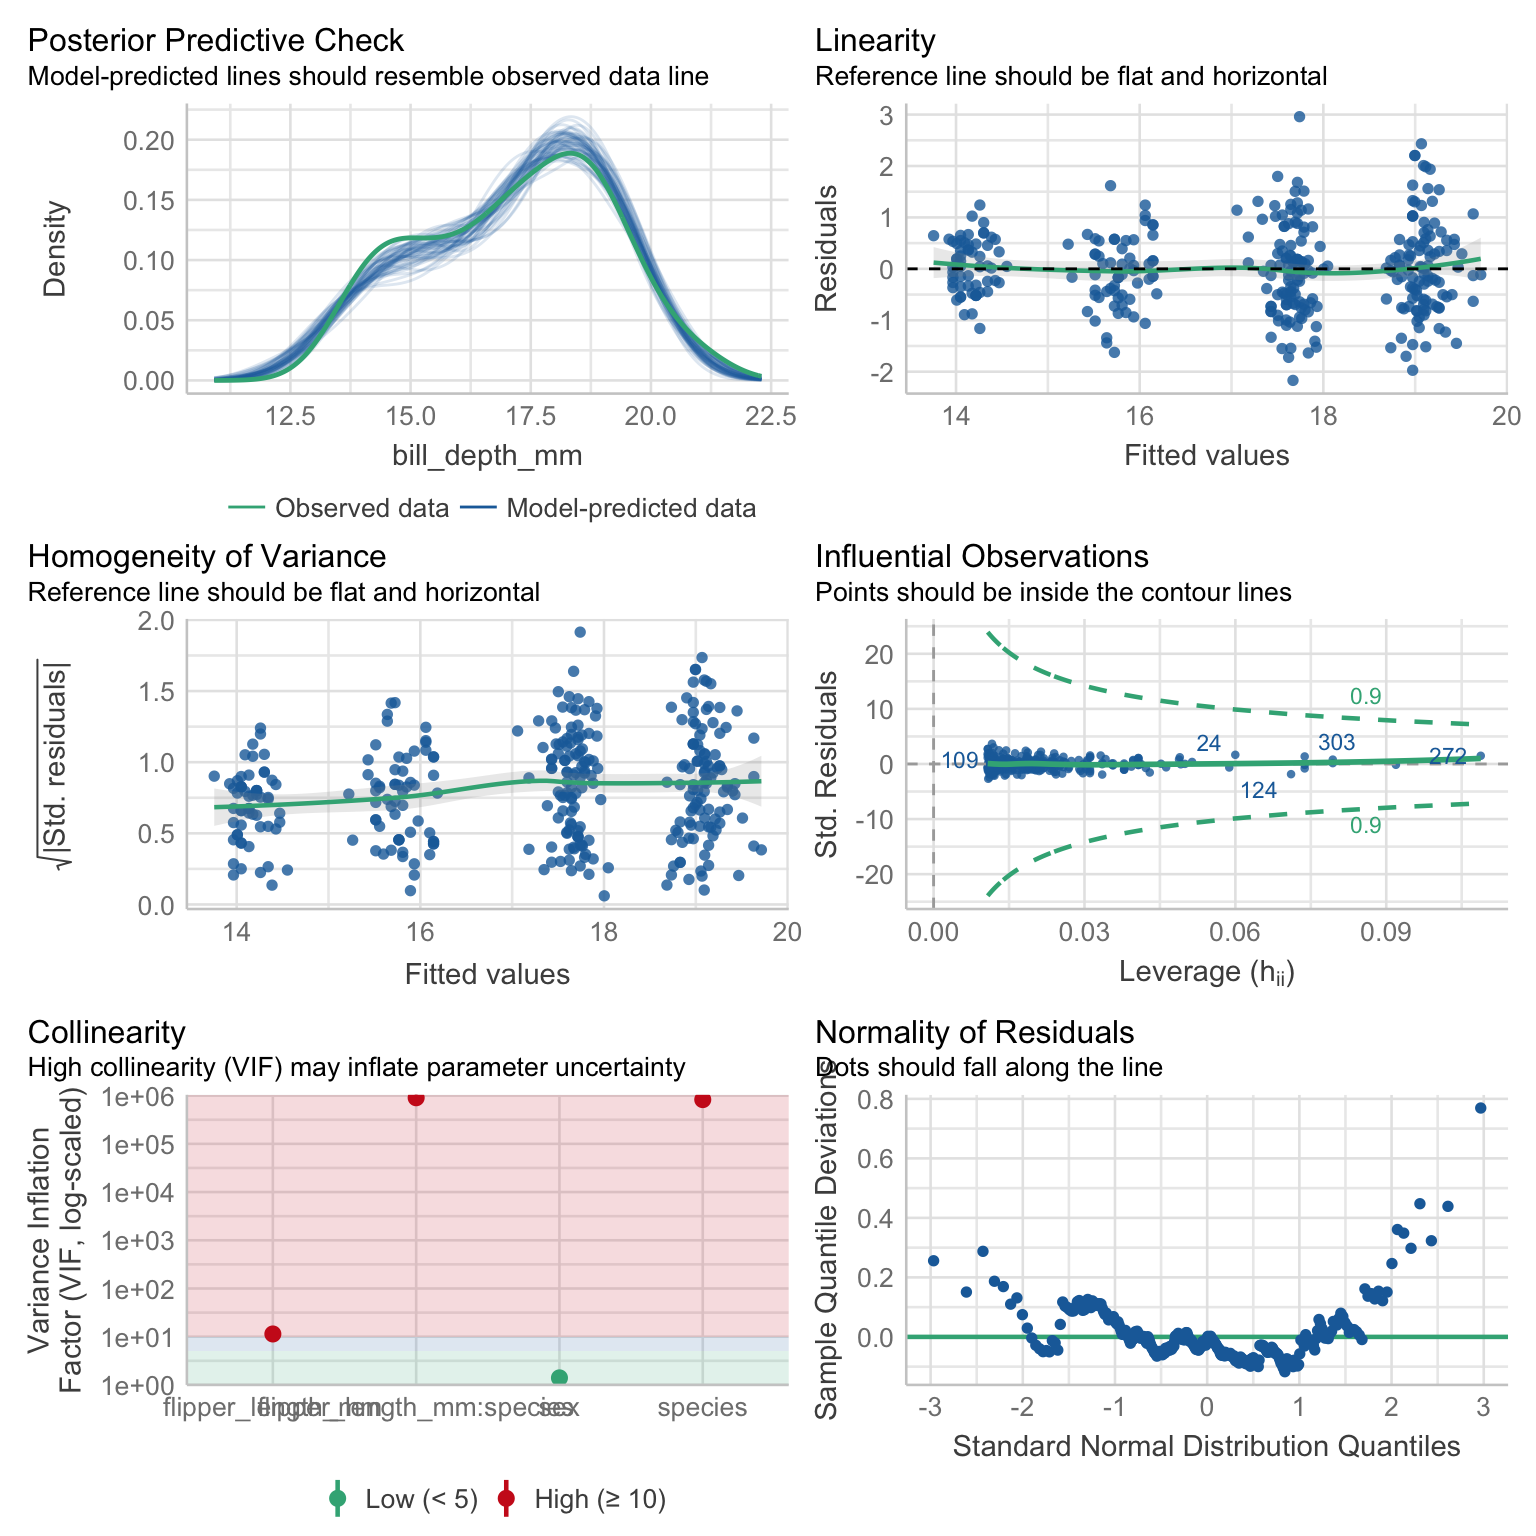 Posterior Predictive Check
Model-predicted lines should resemble observed data line
Density
0.20
0.15
0.10
0.05
0.00
12.5 15.0 17.5 20.0 22.5
bill_depth_mm
Observed data Model-predicted data
Linearity
Reference line should be flat and horizontal
Residuals
3
2
1
0
-1
-2
14 16 18 20
Fitted values
Homogeneity of Variance
Reference line should be flat and horizontal
√|Std. residuals|
2.0
1.5
1.0
0.5
0.0
14 16 18 20
Fitted values
Influential Observations
Points should be inside the contour lines
Std. Residuals
20
10
0
-10
-20
0.9
24 303
109 272
124
0.9
0.00 0.03 0.06 0.09
Leverage (hᵢᵢ)
Collinearity
High collinearity (VIF) may inflate parameter uncertainty
Variance Inflation
Factor (VIF, log-scaled)
1e+06
1e+05
1e+04
1e+03
1e+02
1e+01
1e+00
flipper_length_mm flipper_length_mm:species sex species
Low (< 5) High (≥ 10)
Normality of Residuals
Dots should fall along the line
Sample Quantile Deviations
0.8
0.6
0.4
0.2
0.0
-3 -2 -1 0 1 2 3
Standard Normal Distribution Quantiles